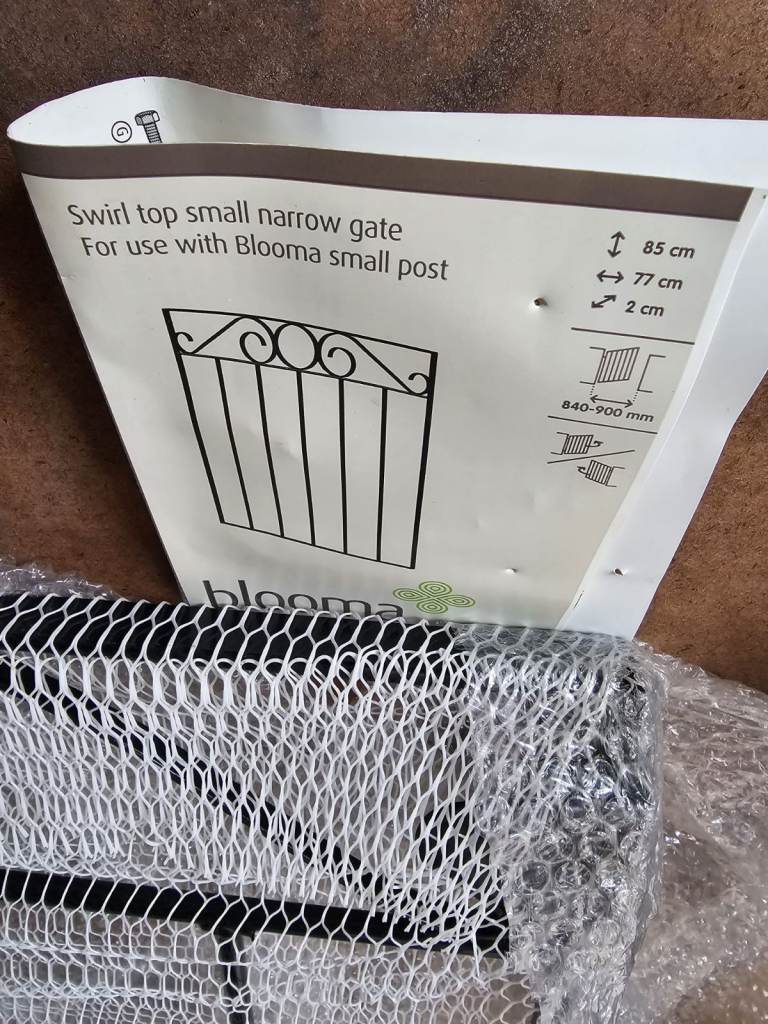 G
Swirl top small narrow gate
For use with Blooma small post
85 cm
77 cm
2 cm
840-900 mm
blooma